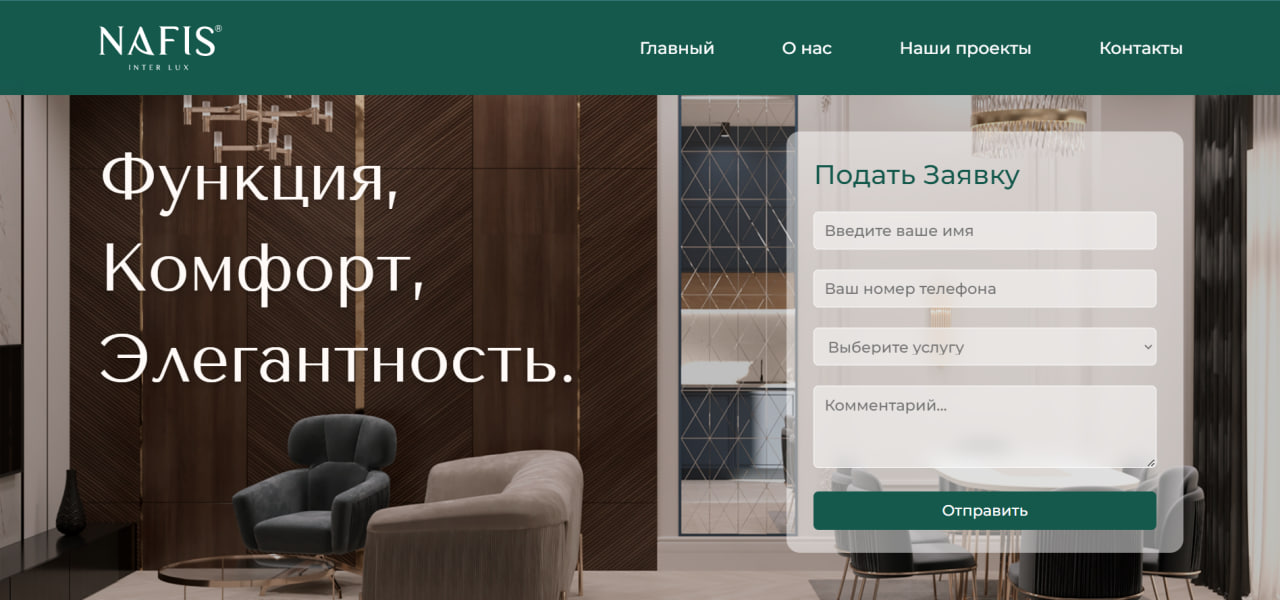 NAFIS®
INTER LUX
Главный
О нас
Наши проекты
Контакты
Функция,
Комфорт,
Элегантность.
Подать Заявку
Введите ваше имя
Ваш номер телефона
Выберите услугу
Комментарий...
Отправить